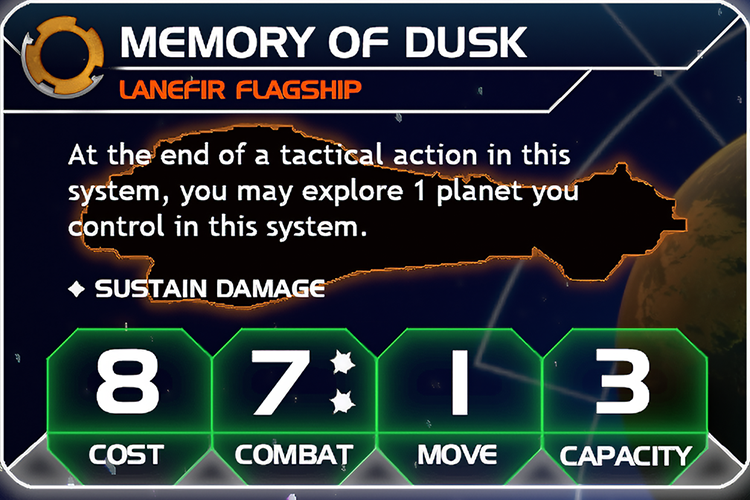 MEMORY OF DUSK
LANEFIR FLAGSHIP
At the end of a tactical action in this
system, you may explore 1 planet you
control in this system.
SUSTAIN DAMAGE
8 7 1 3
COST COMBAT MOVE CAPACITY